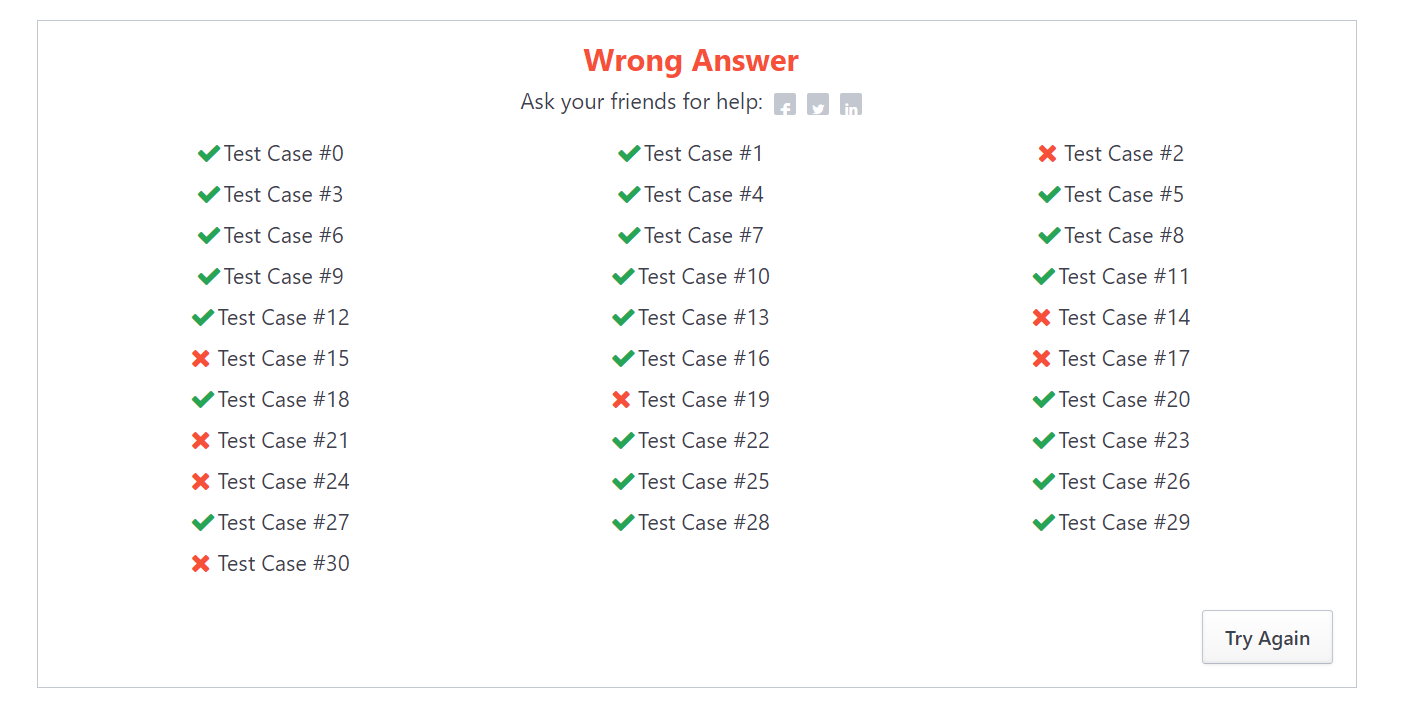 Wrong Answer
Ask your friends for help:
Test Case #0 Test Case #1 Test Case #2
Test Case #3 Test Case #4 Test Case #5
Test Case #6 Test Case #7 Test Case #8
Test Case #9 Test Case #10 Test Case #11
Test Case #12 Test Case #13 Test Case #14
Test Case #15 Test Case #16 Test Case #17
Test Case #18 Test Case #19 Test Case #20
Test Case #21 Test Case #22 Test Case #23
Test Case #24 Test Case #25 Test Case #26
Test Case #27 Test Case #28 Test Case #29
Test Case #30
Try Again